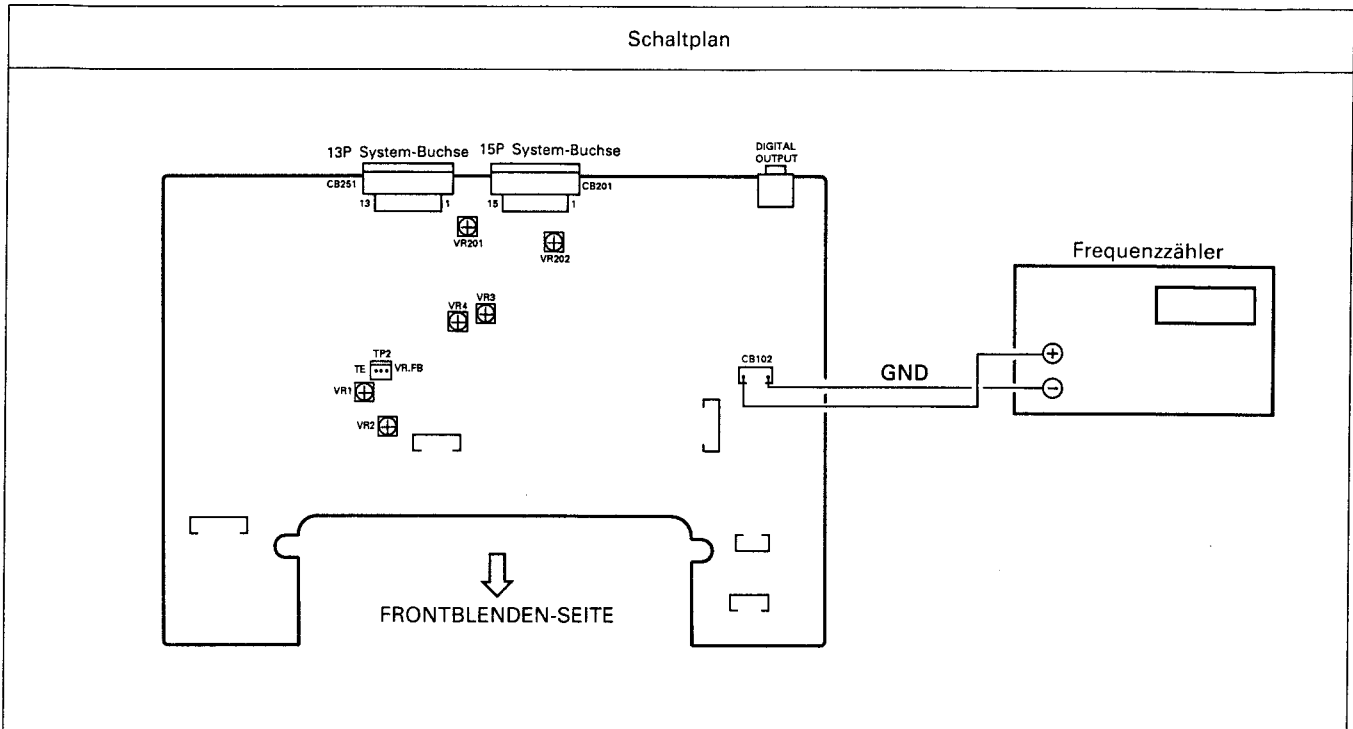 Schaltplan
13P System-Buchse
15P System-Buchse
DIGITAL
OUTPUT
CB251
CB201
13
1
15
1
VR201
VR202
Frequenzzähler
VR4
VR3
TP2
TE
VR.FB
VR1
VR2
CB102
GND
+
−
FRONTBLENDEN-SEITE